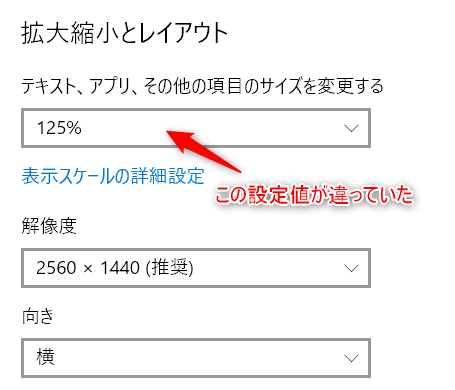 拡大縮小とレイアウト
テキスト、アプリ、その他の項目のサイズを変更する
125%
表示スケールの詳細設定
この設定値が違っていた
解像度
2560 × 1440 (推奨)
向き
横